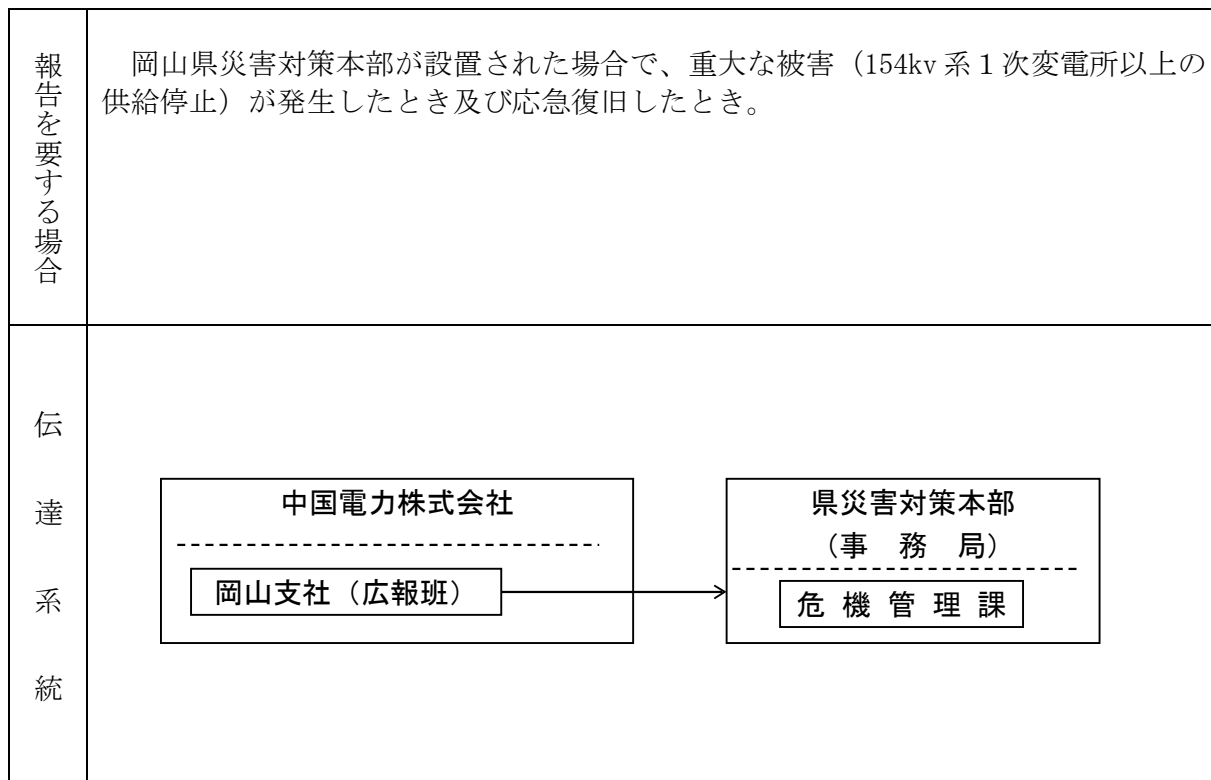 報告を要する場合
岡山県災害対策本部が設置された場合で、重大な被害（154kv 系１次変電所以上の
供給停止）が発生したとき及び応急復旧したとき。
伝達系統
中国電力株式会社
岡山支社（広報班）
県災害対策本部
（事　務　局）
危 機 管 理 課